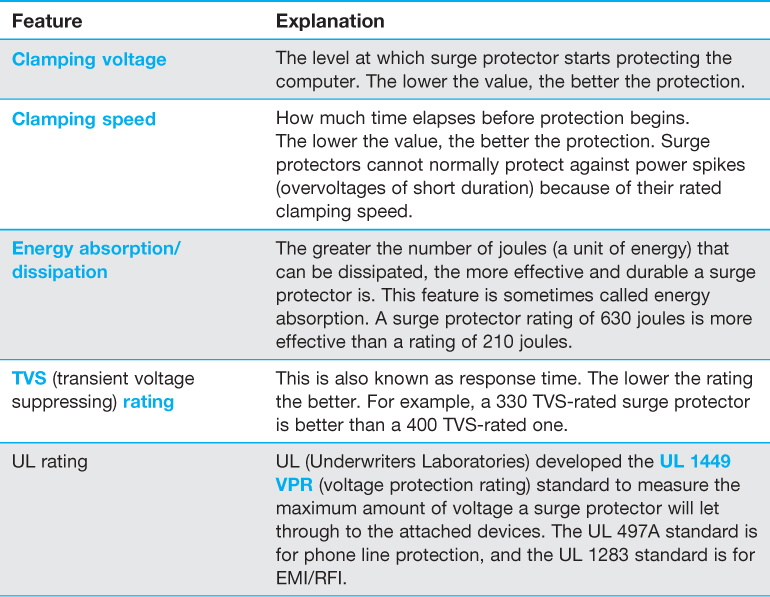 Feature Explanation
Clamping voltage The level at which surge protector starts protecting the
computer. The lower the value, the better the protection.
Clamping speed How much time elapses before protection begins.
The lower the value, the better the protection. Surge
protectors cannot normally protect against power spikes
(overvoltages of short duration) because of their rated
clamping speed.
Energy absorption/ The greater the number of joules (a unit of energy) that
dissipation can be dissipated, the more effective and durable a surge
protector is. This feature is sometimes called energy
absorption. A surge protector rating of 630 joules is more
effective than a rating of 210 joules.
TVS (transient voltage This is also known as response time. The lower the rating
suppressing) rating the better. For example, a 330 TVS-rated surge protector
is better than a 400 TVS-rated one.
UL rating UL (Underwriters Laboratories) developed the UL 1449
VPR (voltage protection rating) standard to measure the
maximum amount of voltage a surge protector will let
through to the attached devices. The UL 497A standard is
for phone line protection, and the UL 1283 standard is for
EMI/RFI.